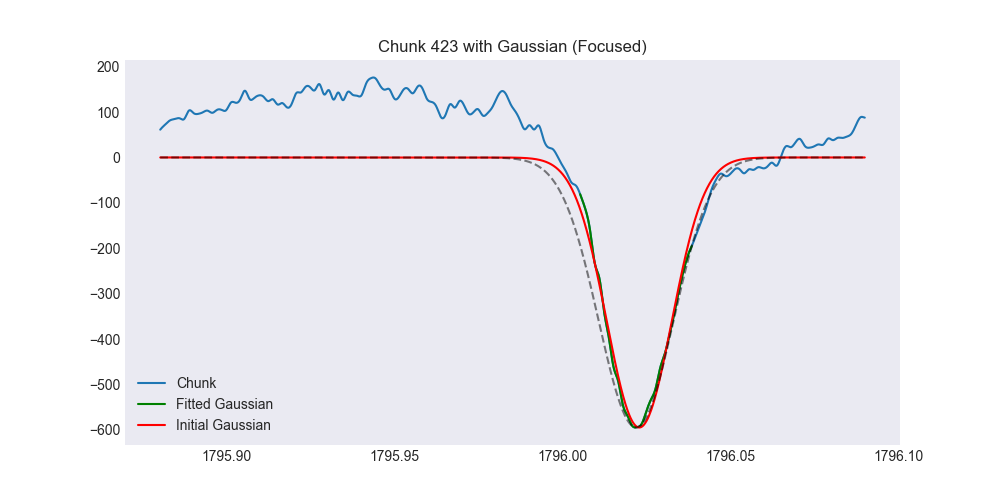 Chunk 423 with Gaussian (Focused)
200
100
0
−100
−200
−300
−400
−500
−600
Chunk
Fitted Gaussian
Initial Gaussian
1795.90 1795.95 1796.00 1796.05 1796.10